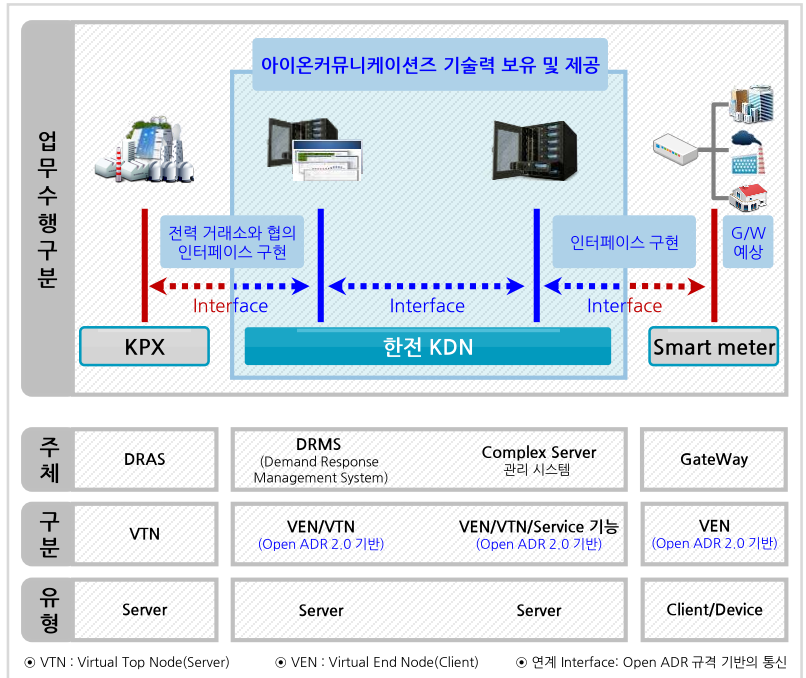 아이온커뮤니케이션즈 기술력 보유 및 제공
업무수행구분
전력 거래소와 협의
인터페이스 구현
인터페이스 구현
G/W
예상
Interface
Interface
Interface
KPX
한전 KDN
Smart meter
주체
DRAS
DRMS
(Demand Response
Management System)
Complex Server
관리 시스템
GateWay
구분
VTN
VEN/VTN
(Open ADR 2.0 기반)
VEN/VTN/Service 기능
(Open ADR 2.0 기반)
VEN
(Open ADR 2.0 기반)
유형
Server
Server
Server
Client/Device
⦿ VTN : Virtual Top Node(Server)
⦿ VEN : Virtual End Node(Client)
⦿ 연계 Interface: Open ADR 규격 기반의 통신